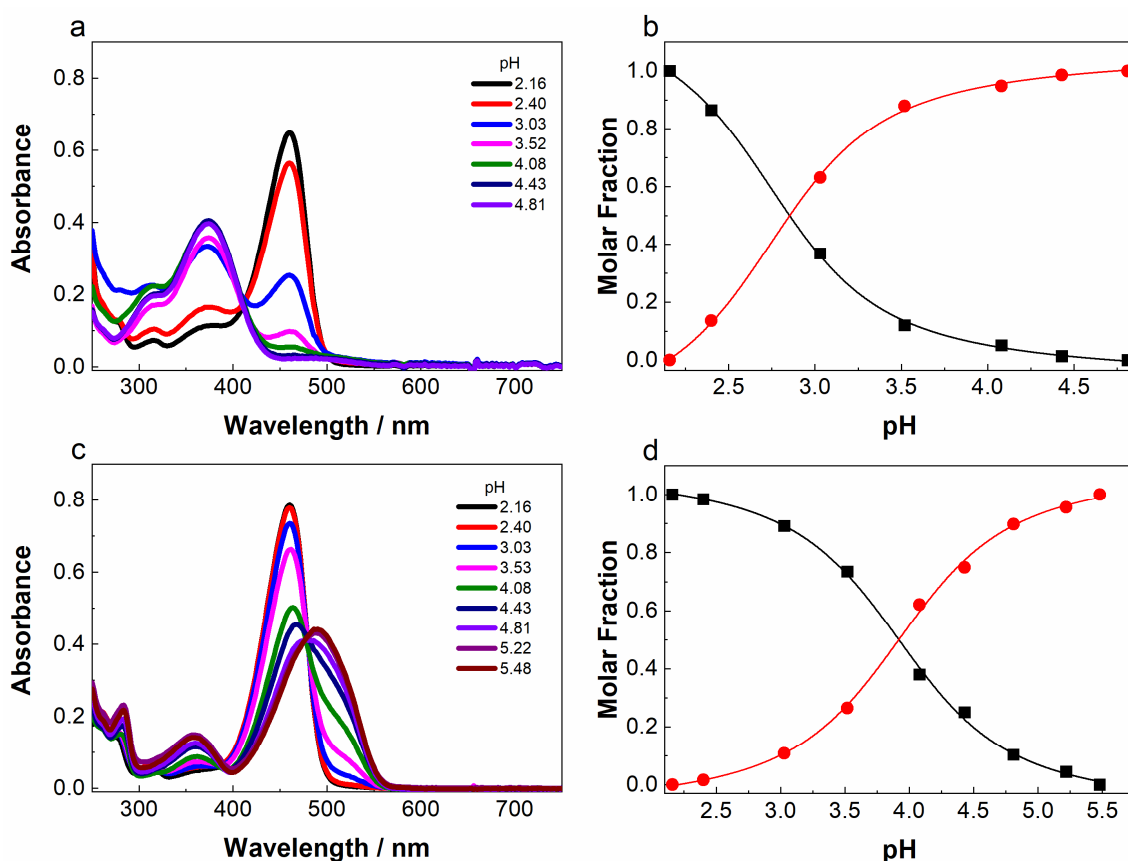 a
pH
2.16
2.40
3.03
3.52
4.08
4.43
4.81
0.8
0.6
0.4
0.2
0.0
Absorbance
300 400 500 600 700
Wavelength / nm
b
1.0
0.8
0.6
0.4
0.2
0.0
Molar Fraction
2.5 3.0 3.5 4.0 4.5
pH
c
pH
2.16
2.40
3.03
3.53
4.08
4.43
4.81
5.22
5.48
0.8
0.6
0.4
0.2
0.0
Absorbance
300 400 500 600 700
Wavelength / nm
d
1.0
0.8
0.6
0.4
0.2
0.0
Molar Fraction
2.5 3.0 3.5 4.0 4.5 5.0 5.5
pH